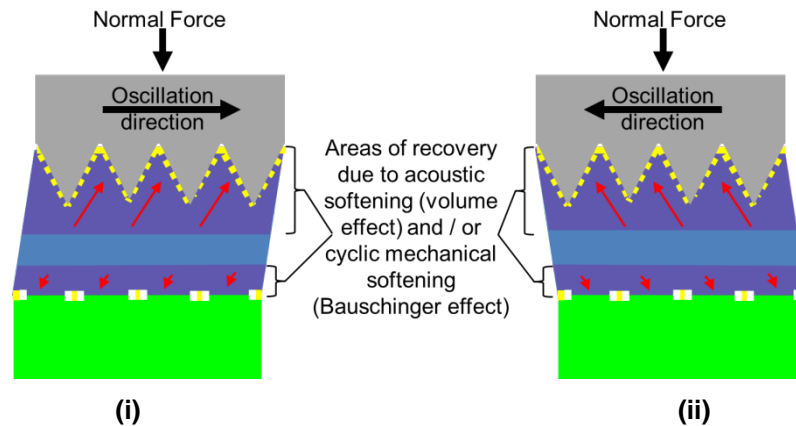 Normal Force
Normal Force
Oscillation
direction
Oscillation
direction
Areas of recovery
due to acoustic
softening (volume
effect) and / or
cyclic mechanical
softening
(Bauschinger effect)
(i)
(ii)